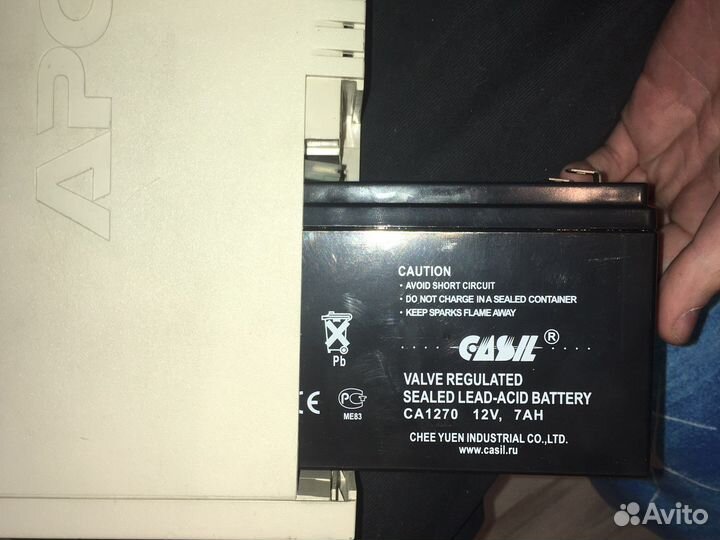 APC
CAUTION
• AVOID SHORT CIRCUIT
• DO NOT CHARGE IN A SEALED CONTAINER
• KEEP SPARKS FLAME AWAY
CASIL ®
Pb
VALVE REGULATED
SEALED LEAD-ACID BATTERY
CA1270 12V, 7AH
CE PG
ME83
CHEE YUEN INDUSTRIAL CO.,LTD.
www.casil.ru
Avito